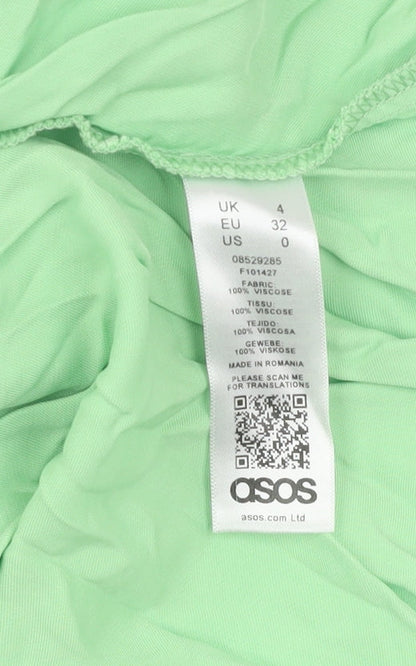 UK 4
EU 32
US 0
08529285
F101427
FABRIC:
100% VISCOSE
TISSU:
100% VISCOSE
TEJIDO:
100% VISCOSA
GEWEBE:
100% VISKOSE
MADE IN ROMANIA
PLEASE SCAN ME
FOR TRANSLATIONS
asos
asos.com Ltd